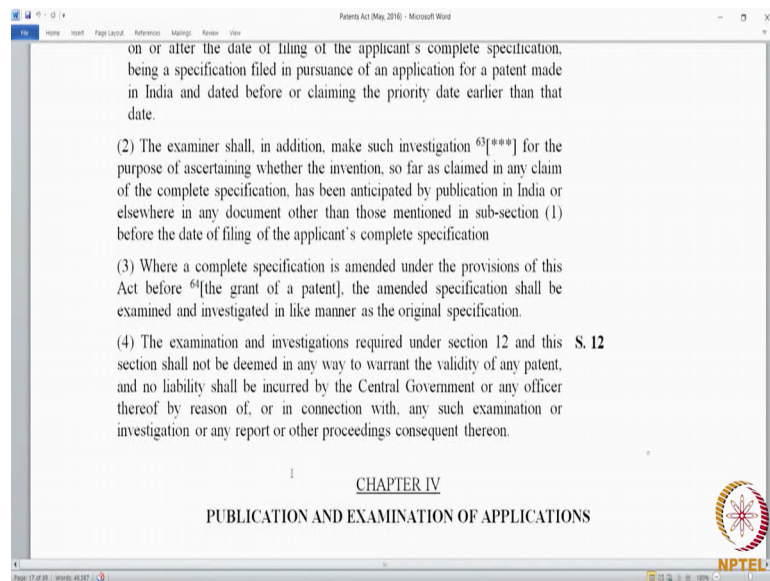 Patents Act (May, 2016) - Microsoft Word
File Home Insert Page Layout References Mailings Review View
on or after the date of filing of the applicant's complete specification,
being a specification filed in pursuance of an application for a patent made
in India and dated before or claiming the priority date earlier than that
date.
(2) The examiner shall, in addition, make such investigation 63[***] for the
purpose of ascertaining whether the invention, so far as claimed in any claim
of the complete specification, has been anticipated by publication in India or
elsewhere in any document other than those mentioned in sub-section (1)
before the date of filing of the applicant's complete specification
(3) Where a complete specification is amended under the provisions of this
Act before 64[the grant of a patent], the amended specification shall be
examined and investigated in like manner as the original specification.
(4) The examination and investigations required under section 12 and this S. 12
section shall not be deemed in any way to warrant the validity of any patent,
and no liability shall be incurred by the Central Government or any officer
thereof by reason of, or in connection with, any such examination or
investigation or any report or other proceedings consequent thereon.
CHAPTER IV
PUBLICATION AND EXAMINATION OF APPLICATIONS
NPTEL
Page: 17 of 90 Words: 40,387 100%